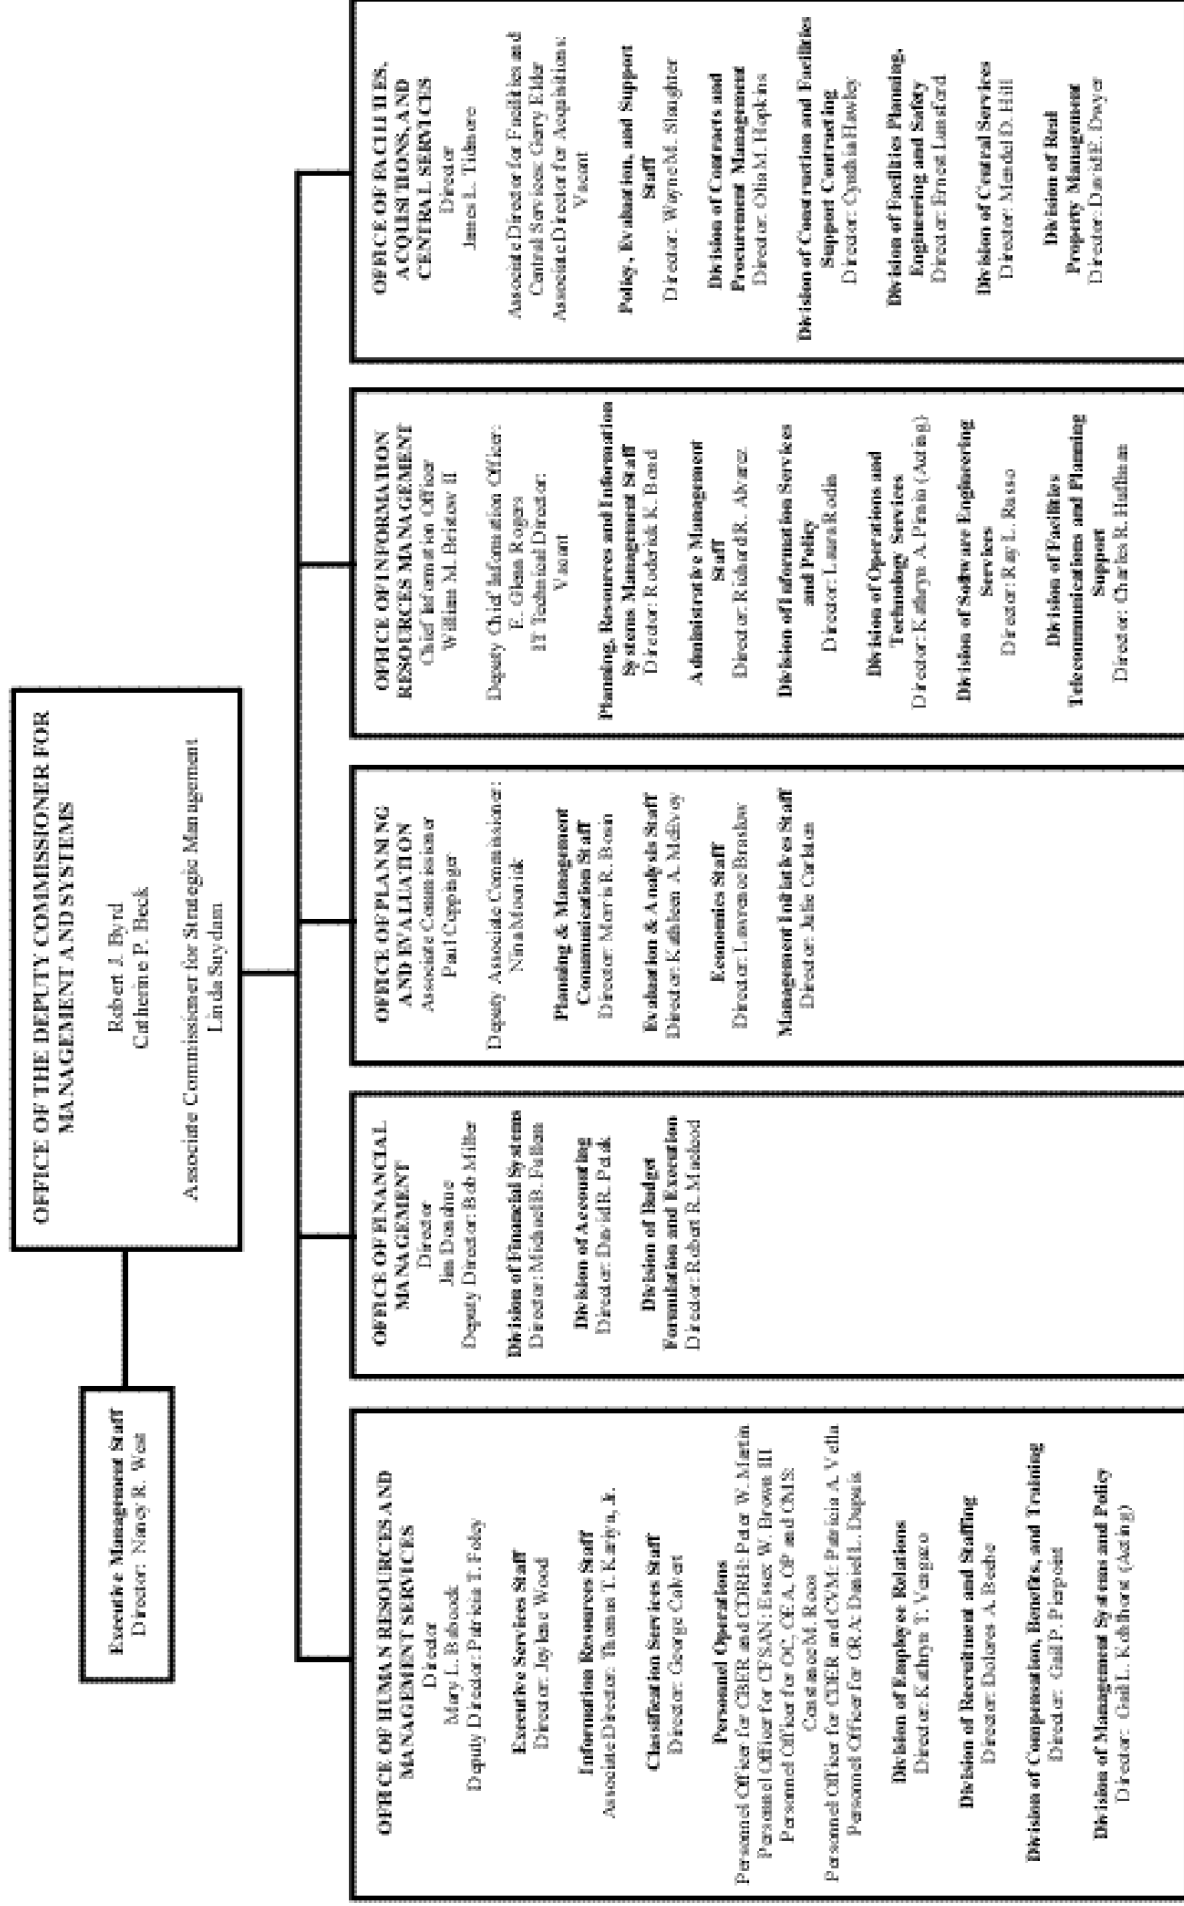 OFFICE OF THE DEPUTY COMMISSIONER FOR
MANAGEMENT AND SYSTEMS
Robert J. Byrd
Catherine P. Beck
Associate Commissioner for Strategic Management
Linda Suydam
Executive Management Staff
Director: Nancy R. West
OFFICE OF HUMAN RESOURCES AND
MANAGEMENT SERVICES
Director
Mary L. Babcock
Deputy Director: Patricia T. Foley
Executive Services Staff
Director: Joylene Wood
Information Resources Staff
Associate Director: Thomas T. Kariya, Jr.
Classification Services Staff
Director: George Calvert
Personnel Operations
Personnel Officer for CBER and CDRH: Peter W. Martin
Personnel Officer for CFSAN: Essex W. Brown III
Personnel Officer for OC, OEA, OP and OMS:
Constance M. Roos
Personnel Officer for CDER and CVM: Patricia A. Vella
Personnel Officer for ORA: Daniel L. Dupuis
Division of Employee Relations
Director: Kathryn T.
Division of Recruitment and Staffing
Director: Dolores A. Beebe
Division of Compensation, Benefits, and Training
Director: Gail P. Pierpoint
Division of Management Systems and Policy
Director: Gail L. Kohlhorst (Acting)
OFFICE OF FINANCIAL
MANAGEMENT
Director
Jim Donahue
Deputy Director: Bob Miller
Division of Financial Systems
Director: Michael B. Fallon
Division of Accounting
Director: David R. Petak
Division of Budget
Formulation and Execution
Director: Robert R. Macleod
OFFICE OF PLANNING
AND EVALUATION
Associate Commissioner
Paul Coppinger
Deputy Associate Commissioner:
Nina Mocniak
Planning & Management
Communication Staff
Director: Morris R. Bosin
Evaluation & Analysis Staff
Director: Kathleen A. McEvoy
Economics Staff
Director: Lawrence Braslow
Management Initiatives Staff
Director: Julie Carlston
OFFICE OF INFORMATION
RESOURCES MANAGEMENT
Chief Information Officer
William M. Bristow II
Deputy Chief Information Officer:
E. Glenn Rogers
IT Technical Director:
Vacant
Planning, Resources and Information
Systems Management Staff
Director: Roderick K. Bond
Administrative Management
Staff
Director: Richard R. Alvarez
Division of Information Services
and Policy
Director: Laura Rodin
Division of Operations and
Technology Services
Director: Kathryn A. Pirnio (Acting)
Division of Software Engineering
Services
Director: Ray L. Russo
Division of Facilities
Telecommunications and Planning
Support
Director: Charles R. Huffman
OFFICE OF FACILITIES,
ACQUISITIONS, AND
CENTRAL SERVICES
Director
James L. Tidmore
Associate Director for Facilities and
Central Services: Garry Elder
Associate Director for Acquisitions:
Vacant
Policy, Evaluation, and Support
Staff
Director: Wayne M. Slaughter
Division of Contracts and
Procurement Management
Director: Olia M. Hopkins
Division of Construction and Facilities
Support Contracting
Director: Cynthia Hawley
Division of Facilities Planning,
Engineering and Safety
Director: Ernest Lunsford
Division of Central Services
Director: Mendel D. Hill
Division of Real
Property Management
Director: David E. Dwyer